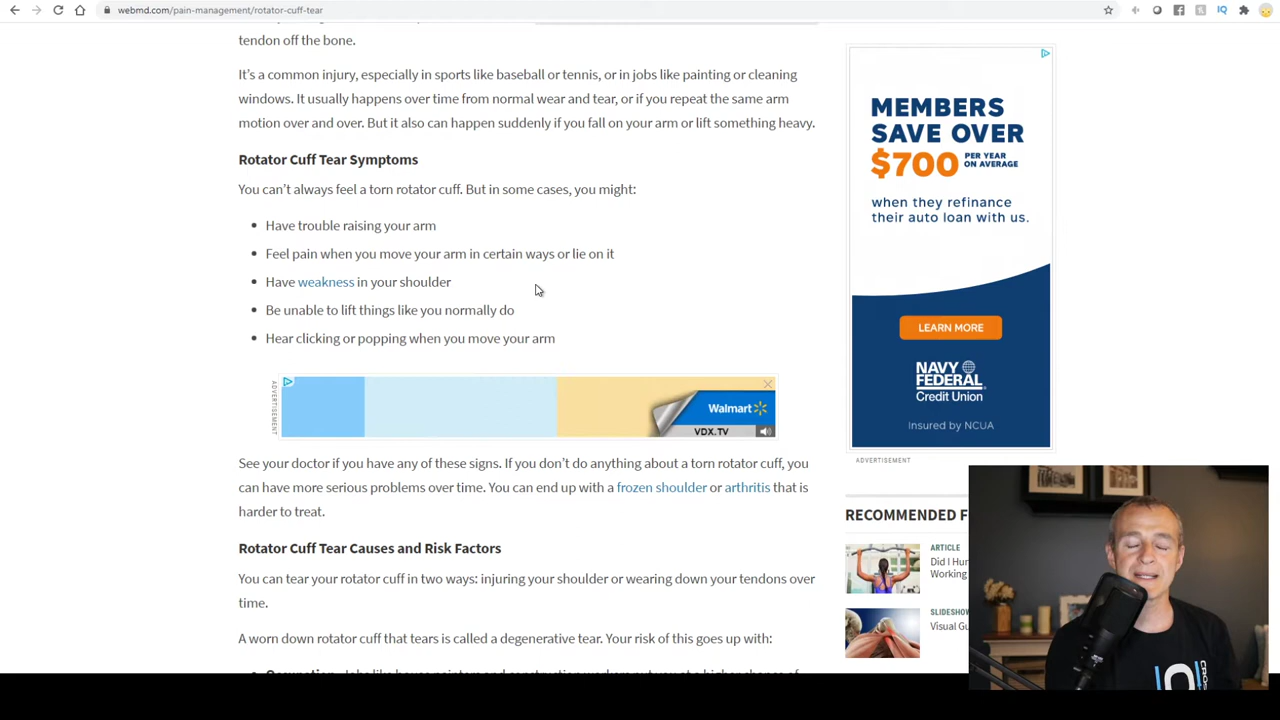 webmd.com/pain-management/rotator-cuff-tear
tendon off the bone.
It's a common injury, especially in sports like baseball or tennis, or in jobs like painting or cleaning
windows. It usually happens over time from normal wear and tear, or if you repeat the same arm
motion over and over. But it also can happen suddenly if you fall on your arm or lift something heavy.
Rotator Cuff Tear Symptoms
You can't always feel a torn rotator cuff. But in some cases, you might:
Have trouble raising your arm
Feel pain when you move your arm in certain ways or lie on it
Have weakness in your shoulder
Be unable to lift things like you normally do
Hear clicking or popping when you move your arm
ADVERTISEMENT
Walmart
VDX.TV
See your doctor if you have any of these signs. If you don't do anything about a torn rotator cuff, you
can have more serious problems over time. You can end up with a frozen shoulder or arthritis that is
harder to treat.
Rotator Cuff Tear Causes and Risk Factors
You can tear your rotator cuff in two ways: injuring your shoulder or wearing down your tendons over
time.
A worn down rotator cuff that tears is called a degenerative tear. Your risk of this goes up with:
MEMBERS
SAVE OVER
$700 PER YEAR
ON AVERAGE
when they refinance
their auto loan with us.
LEARN MORE
NAVY
FEDERAL
Credit Union
Insured by NCUA
ADVERTISEMENT
RECOMMENDED F
ARTICLE
Did I Hu
Working
SLIDESHO
Visual Gu